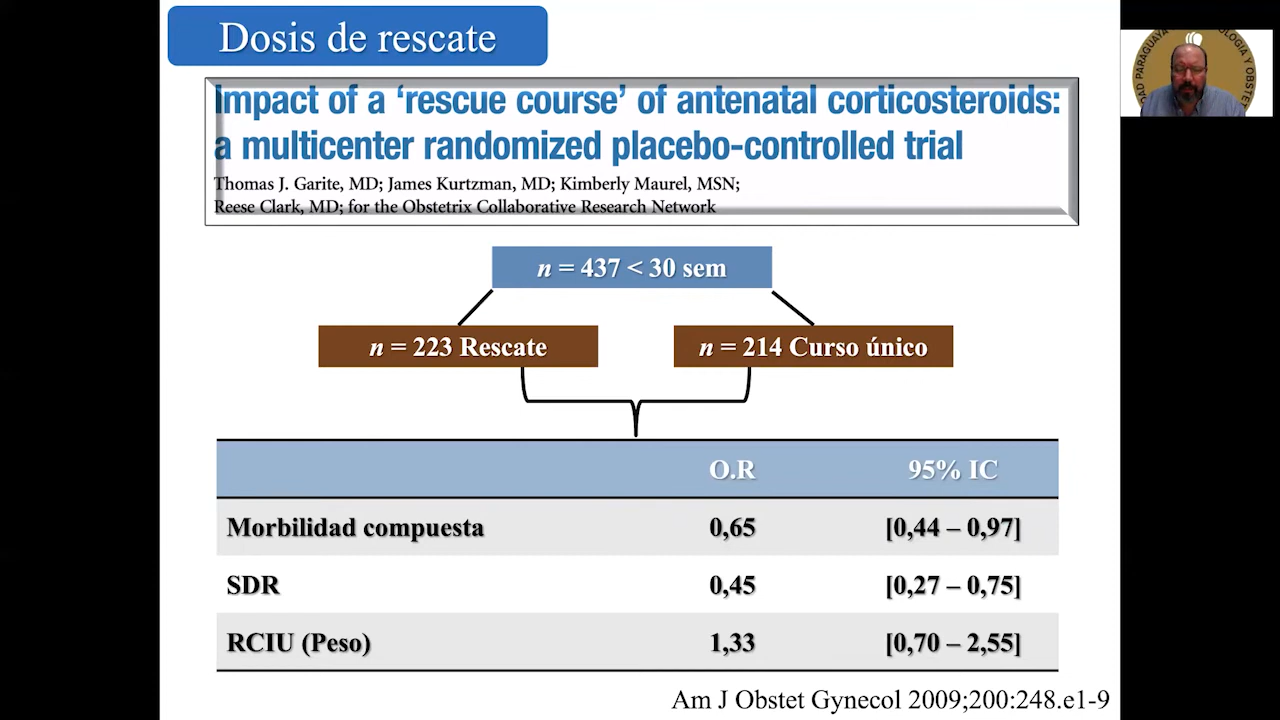 Dosis de rescate
Impact of a ‘rescue course’ of antenatal corticosteroids:
a multicenter randomized placebo-controlled trial
Thomas J. Garite, MD; James Kurtzman, MD; Kimberly Maurel, MSN;
Reese Clark, MD; for the Obstetrix Collaborative Research Network
n = 437 < 30 sem
n = 223 Rescate
n = 214 Curso único
O.R 95% IC
Morbilidad compuesta 0,65 [0,44 – 0,97]
SDR 0,45 [0,27 – 0,75]
RCIU (Peso) 1,33 [0,70 – 2,55]
Am J Obstet Gynecol 2009;200:248.e1-9